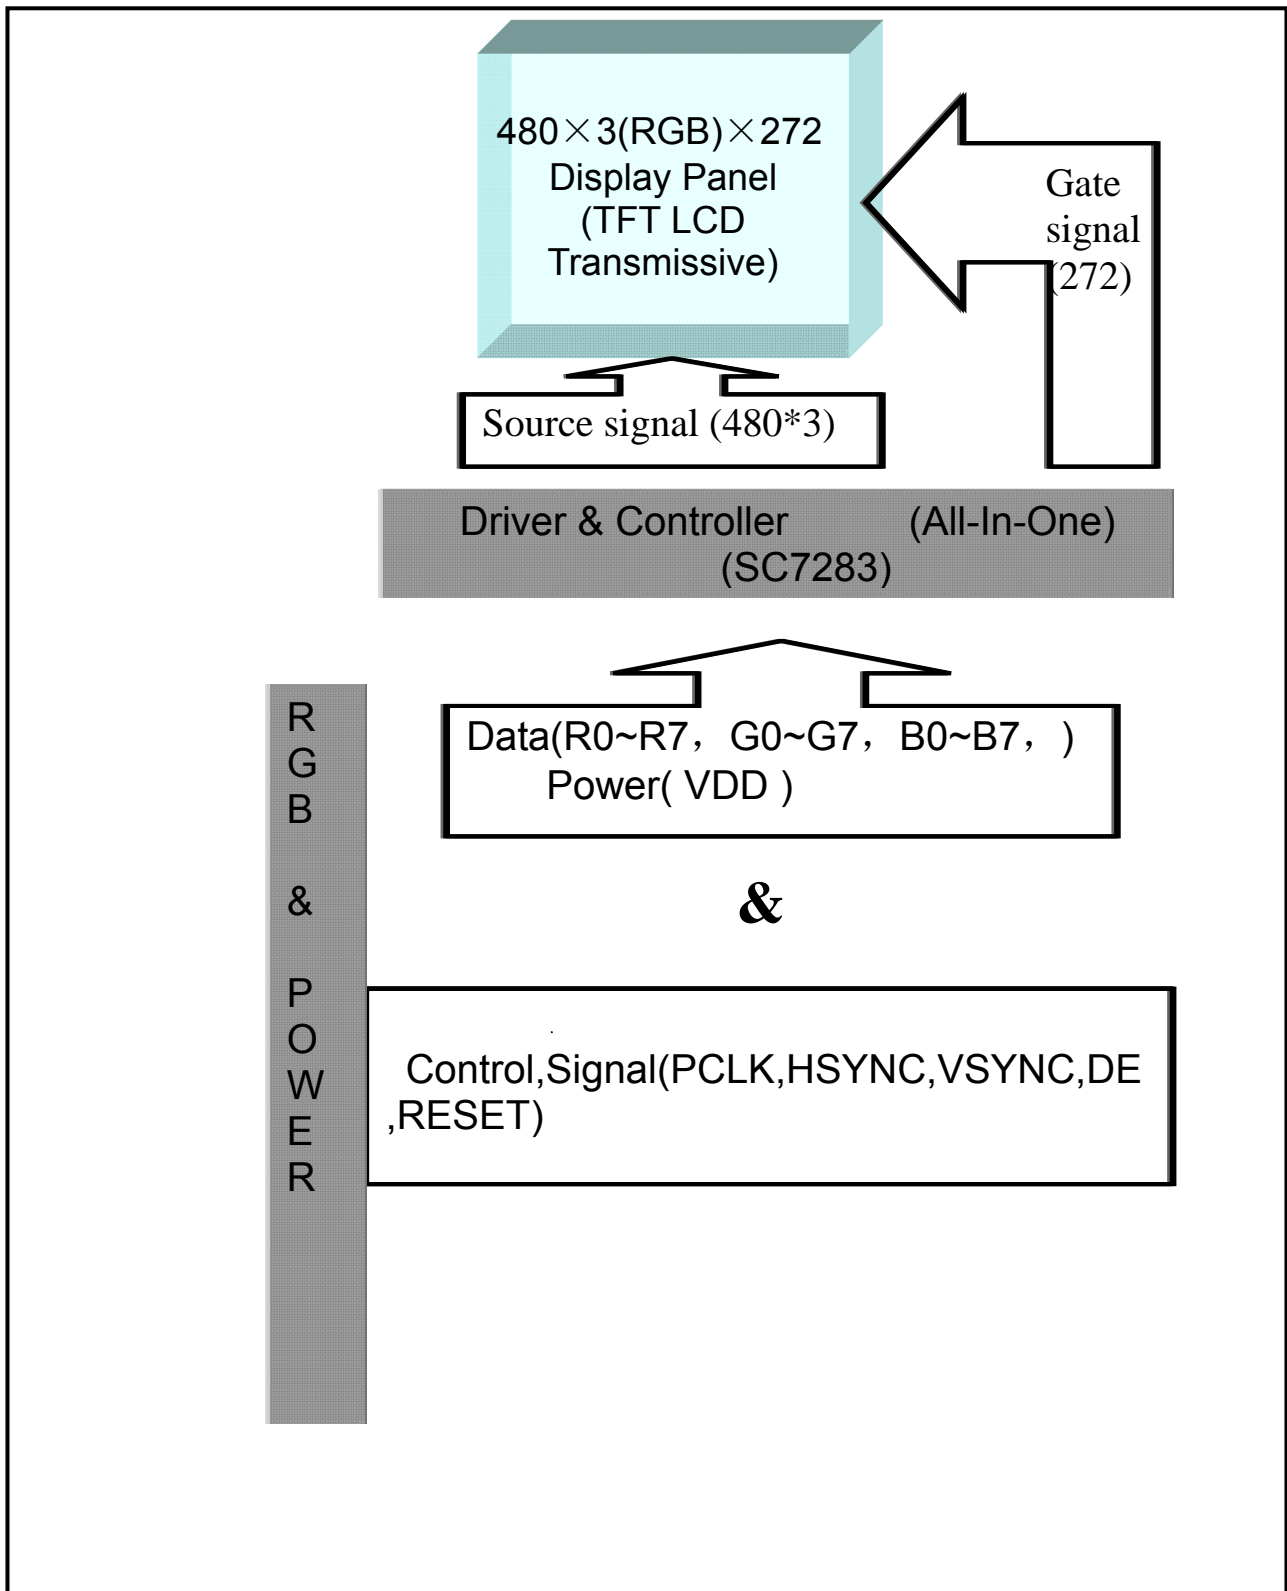 480×3(RGB)×272
Display Panel
(TFT LCD
Transmissive)
Gate
signal
(272)
Source signal (480*3)
Driver & Controller (All-In-One)
(SC7283)
R
G
B
&
P
O
W
E
R
Data(R0~R7，G0~G7，B0~B7，)
Power( VDD )
&
Control,Signal(PCLK,HSYNC,VSYNC,DE
,RESET)